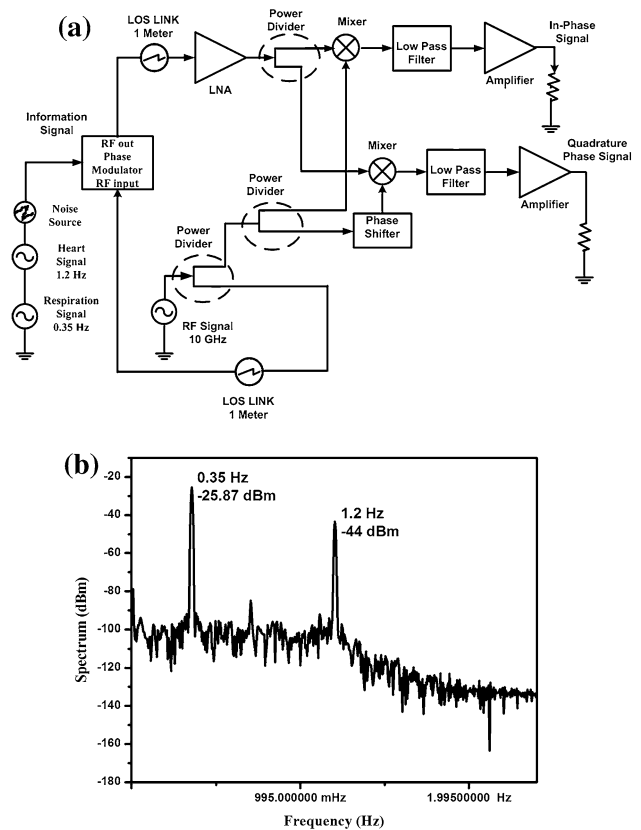 (a)
LOS LINK
1 Meter
LNA
Power
Divider
Mixer
Low Pass
Filter
Amplifier
In-Phase
Signal
Information
Signal
RF out
Phase
Modulator
RF input
Mixer
Low Pass
Filter
Amplifier
Quadrature
Phase Signal
Power
Divider
Phase
Shifter
Noise
Source
Heart
Signal
1.2 Hz
Respiration
Signal
0.35 Hz
Power
Divider
RF Signal
10 GHz
LOS LINK
1 Meter
(b)
0.35 Hz
-25.87 dBm
1.2 Hz
-44 dBm
-20
-40
-60
-80
-100
-120
-140
-160
-180
Spectrum (dBm)
995.000000 mHz
1.99500000 Hz
Frequency (Hz)